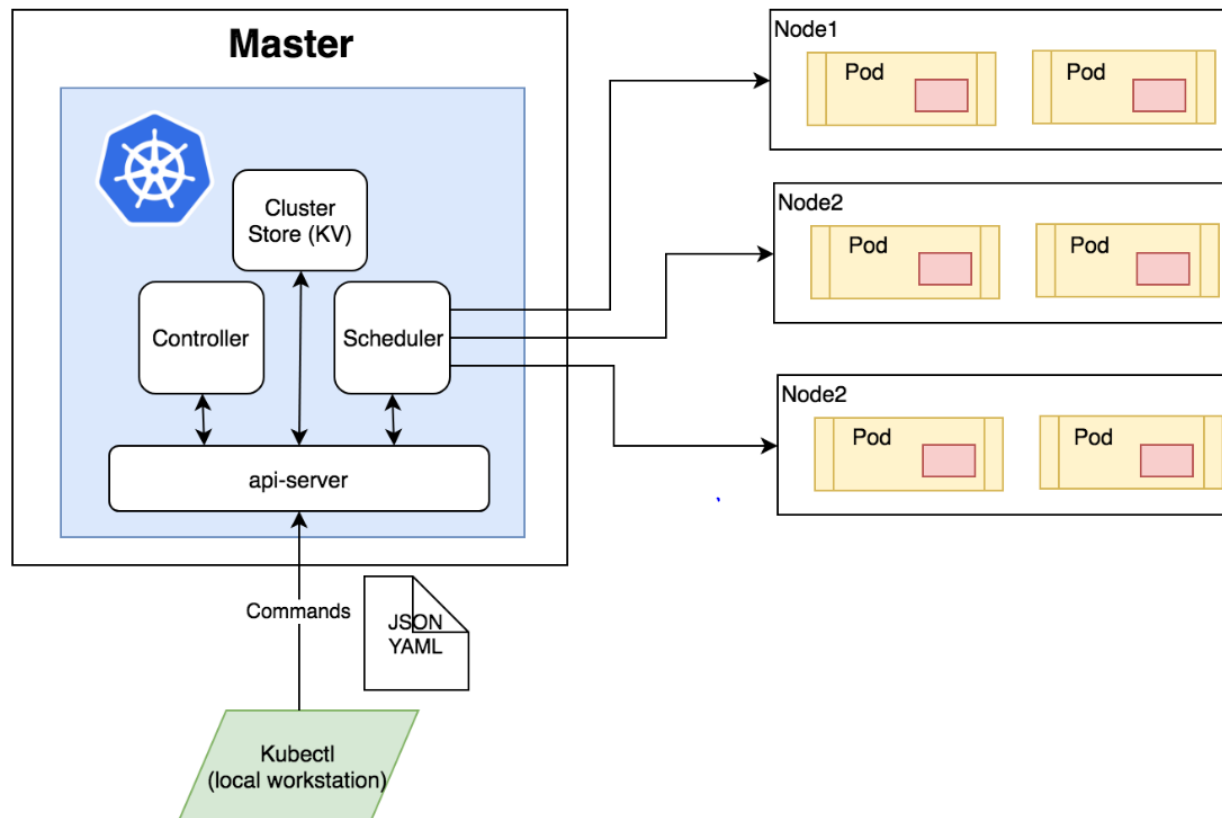 Master
Cluster
Store (KV)
Controller
Scheduler
api-server
Commands
JSON
YAML
Kubectl
(local workstation)
Node1
Pod
Pod
Node2
Pod
Pod
Node2
Pod
Pod